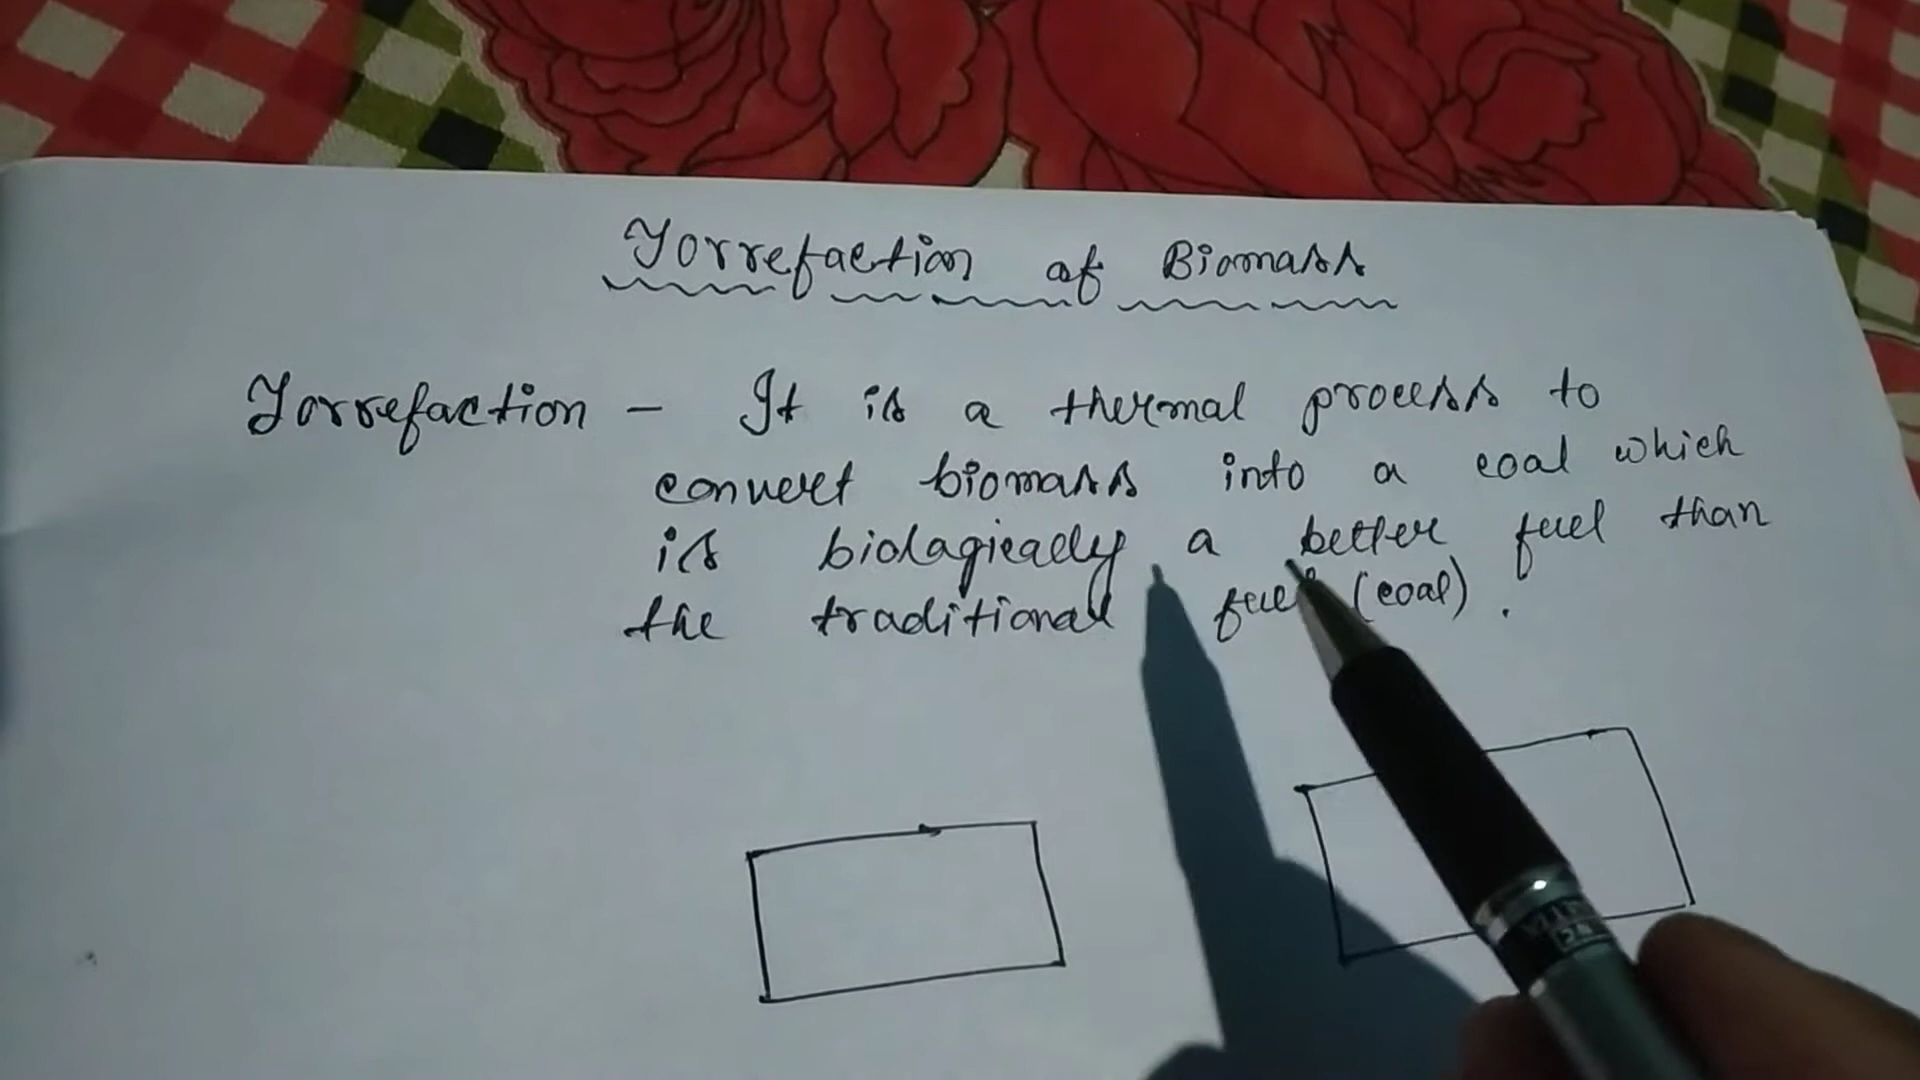 Torrefaction of Biomass
Torrefaction - It is a thermal process to
convert biomass into a coal which
is biologically a better fuel than
the traditional fuel (coal).